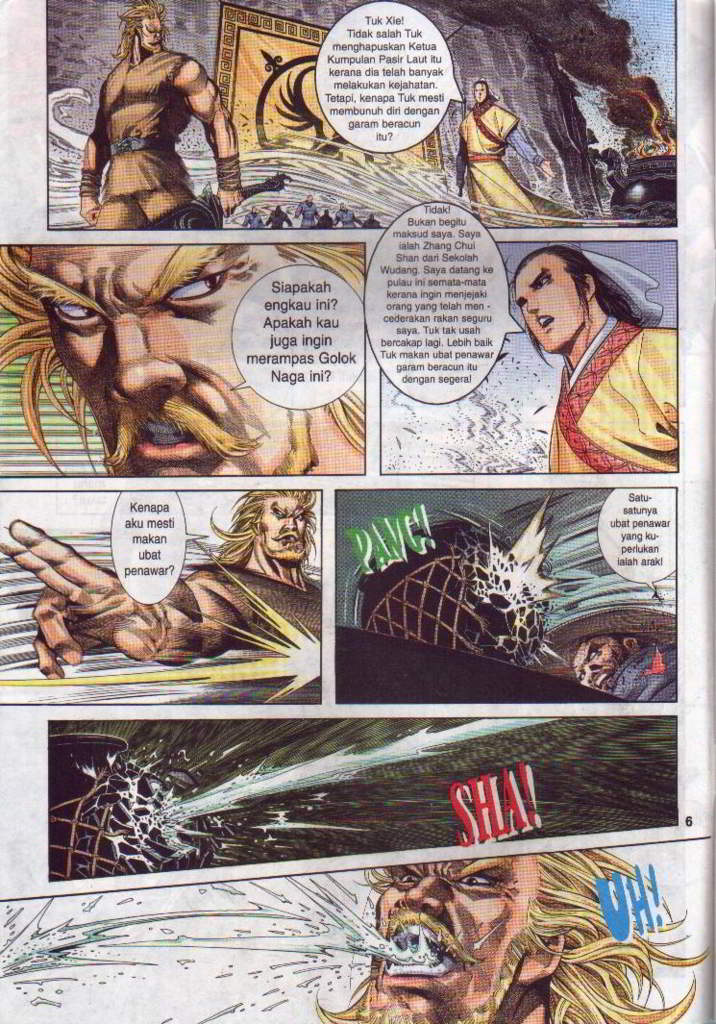 Tuk Xie!
Tidak salah Tuk
menghapuskan Ketua
Kumpulan Pasir Laut itu
kerana dia telah banyak
melakukan kejahatan.
Tetapi, kenapa Tuk mesti
membunuh diri dengan
garam beracun
itu?
Siapakah
engkau ini?
Apakah kau
juga ingin
merampas Golok
Naga ini?
Tidak!
Bukan begitu
maksud saya. Saya
ialah Zhang Chui
Shan dari Sekolah
Wudang. Saya datang ke
pulau ini semata-mata
kerana ingin menjejaki
orang yang telah men-
cederakan rakan seguru
saya. Tuk tak usah
bercakap lagi. Lebih baik
Tuk makan ubat penawar
garam beracun itu
dengan segera!
Kenapa
aku mesti
makan
ubat
penawar?
PANG!
Satu-
satunya
ubat penawar
yang ku-
perlukan
ialah arak!
SHA!
6
UH!